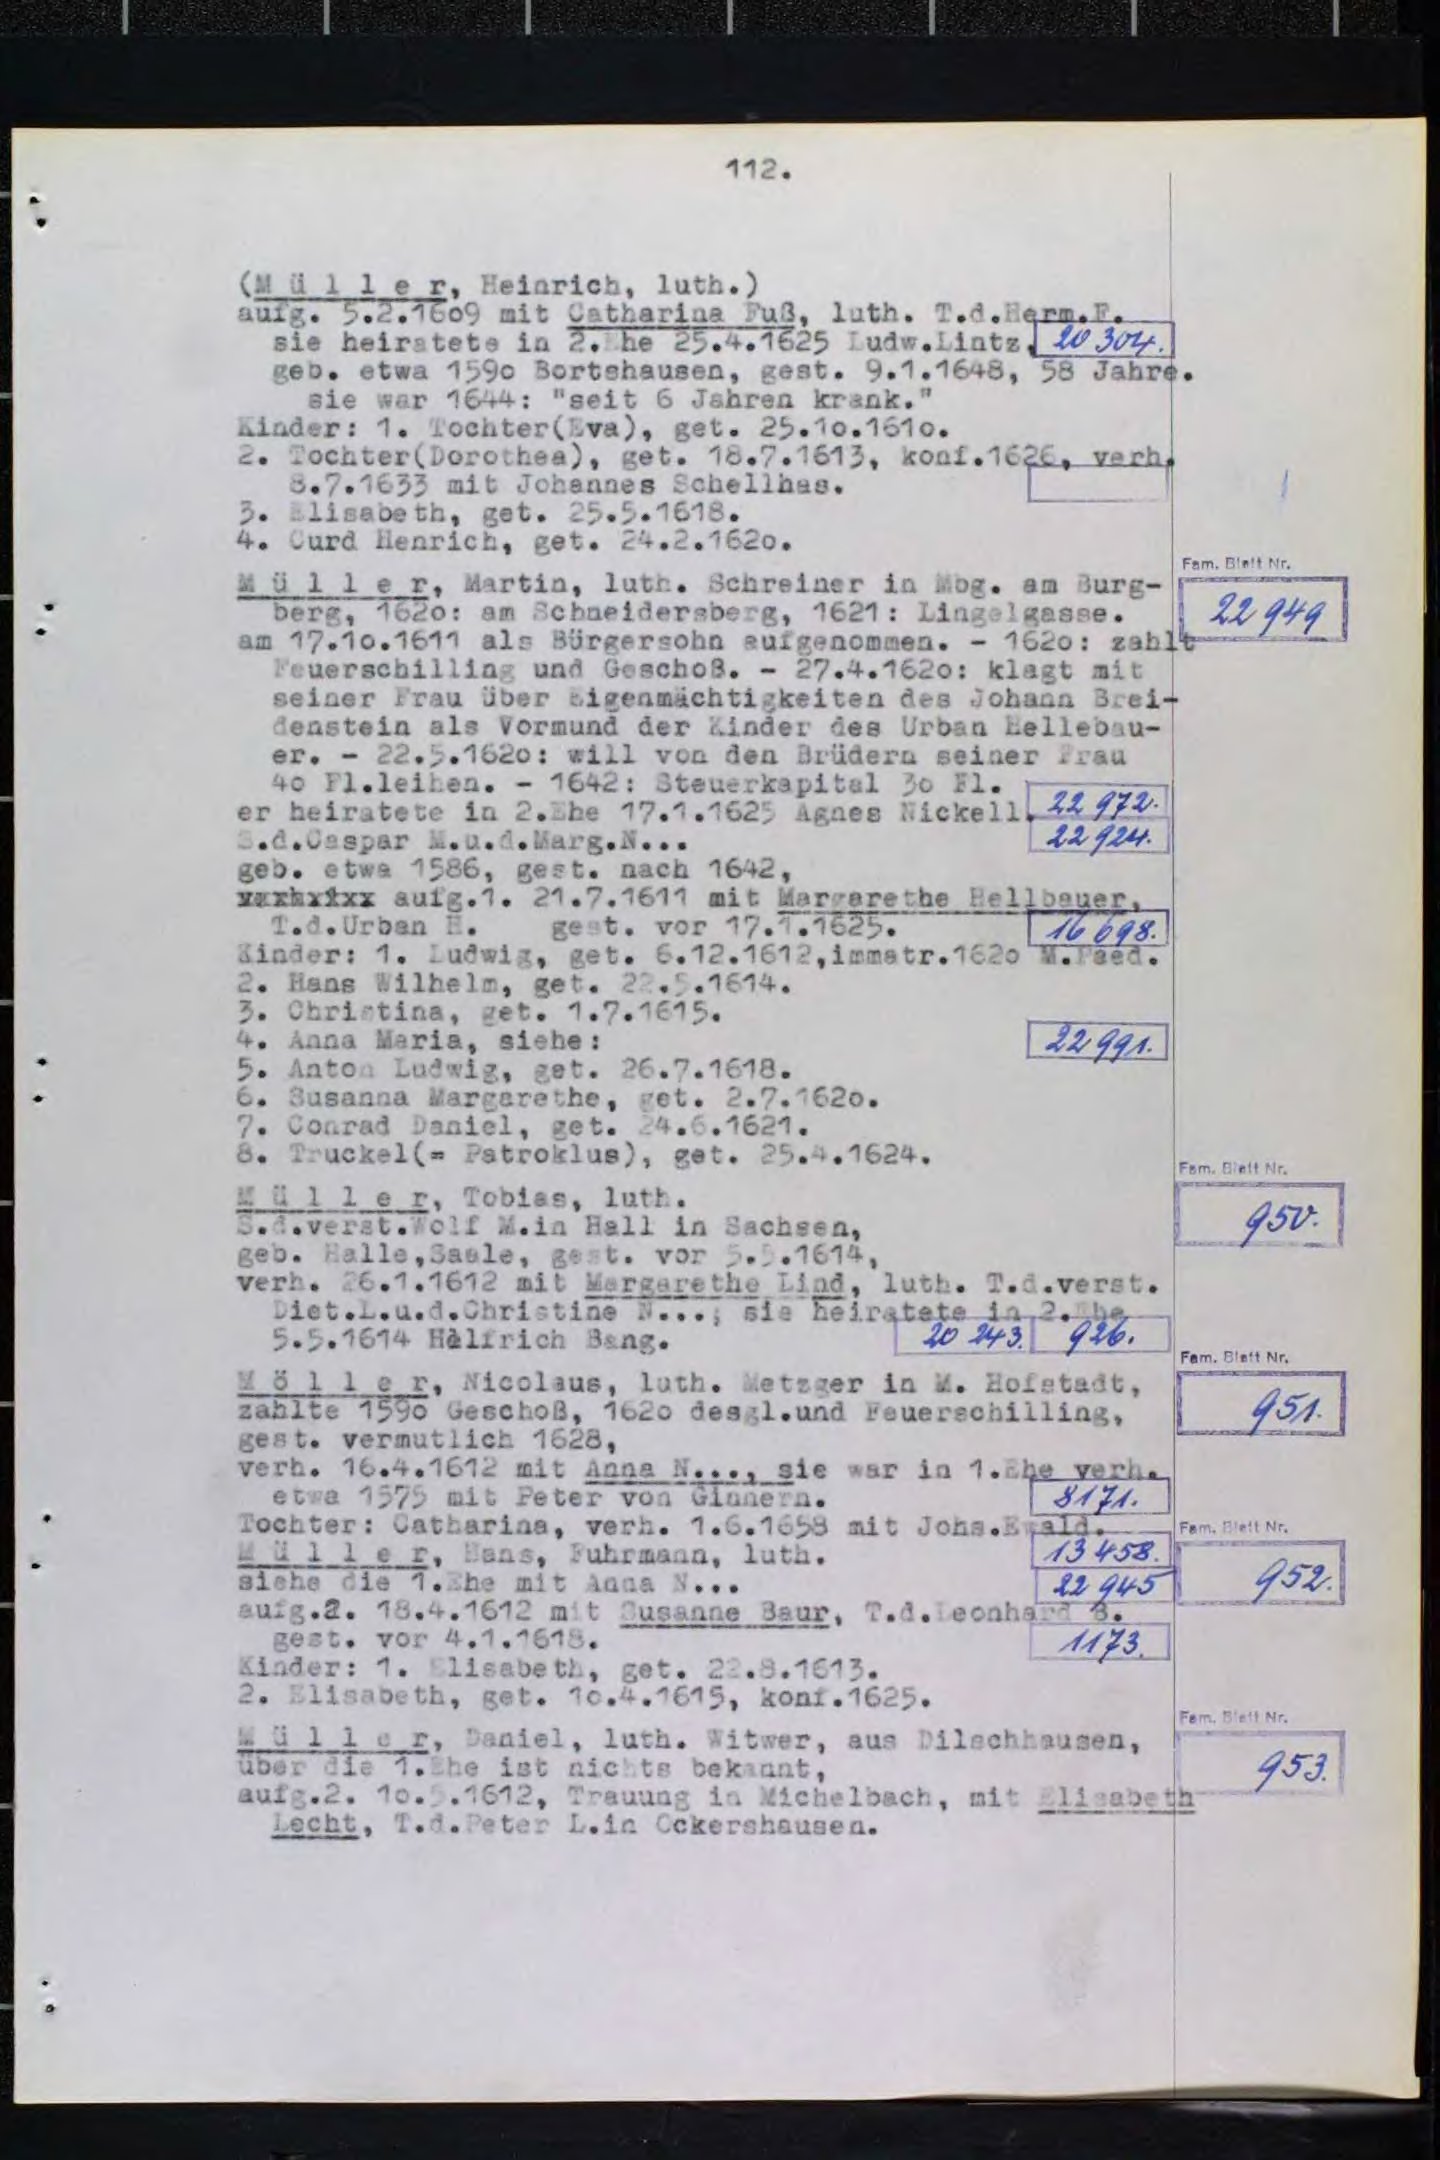 112.
(M ü l l e r, Heinrich, luth.)
aufg. 5.2.16o9 mit Catharina Fuß, luth. T.d.Herm.F.
sie heiratete in 2.Ehe 25.4.1625 Ludw.Lintz, 20 304.
geb. etwa 159o Bortshausen, gest. 9.1.1648, 58 Jahre.
sie war 1644: "seit 6 Jahren krank."
Kinder: 1. Tochter(Eva), get. 25.1o.161o.
2. Tochter(Dorothea), get. 18.7.1613, konf.1626, verh.
8.7.1633 mit Johannes Schellhas.
3. Elisabeth, get. 25.5.1618.
4. Curd Henrich, get. 24.2.162o.
Fam. Blatt Nr.
M ü l l e r, Martin, luth. Schreiner in Mbg. am Burg-
berg, 162o: am Schneidersberg, 1621: Lingelgasse. 22 949
am 17.1o.1611 als Bürgersohn aufgenommen. - 162o: zahlt
Feuerschilling und Geschoß. - 27.4.162o: klagt mit
seiner Frau über Eigenmächtigkeiten des Johann Brei-
denstein als Vormund der Kinder des Urban Hellebau-
er. - 22.5.162o: will von den Brüdern seiner Frau
4o Fl.leihen. - 1642: Steuerkapital 3o Fl.
er heiratete in 2.Ehe 17.1.1625 Agnes Nickell. 22 972.
S.d.Caspar M.u.d.Marg.N... 22 924.
geb. etwa 1586, gest. nach 1642,
aufg.1. 21.7.1611 mit Margarethe Hellbauer,
T.d.Urban H. gest. vor 17.1.1625. 16 698.
Kinder: 1. Ludwig, get. 6.12.1612,immatr.162o M.Paed.
2. Hans Wilhelm, get. 22.5.1614.
3. Christina, get. 1.7.1615.
4. Anna Maria, siehe: 22 991.
5. Anton Ludwig, get. 26.7.1618.
6. Susanna Margarethe, get. 2.7.162o.
7. Conrad Daniel, get. 24.6.1621.
8. Truckel(= Patroklus), get. 25.4.1624.
Fam. Blatt Nr.
M ü l l e r, Tobias, luth.
S.d.verst.Wolf M.in Hall in Sachsen, 950.
geb. Halle,Saale, gest. vor 5.5.1614,
verh. 26.1.1612 mit Margarethe Lind, luth. T.d.verst.
Diet.L.u.d.Christine N...; sie heiratete in 2.Ehe
5.5.1614 Helfrich Bang. 20 243. 926.
Fam. Blatt Nr.
M ö l l e r, Nicolaus, luth. Metzger in M. Hofstadt,
zahlte 159o Geschoß, 162o desgl.und Feuerschilling, 951.
gest. vermutlich 1628,
verh. 16.4.1612 mit Anna N..., sie war in 1.Ehe verh.
etwa 1575 mit Peter von Ginnern. 8171.
Tochter: Catharina, verh. 1.6.1658 mit Johs.Ewald.
Fam. Blatt Nr.
M ü l l e r, Hans, Fuhrmann, luth. 13 458.
siehe die 1.Ehe mit Anna N... 22 945 952.
aufg.2. 18.4.1612 mit Susanne Baur, T.d.Leonhard B.
gest. vor 4.1.1618. 1173.
Kinder: 1. Elisabeth, get. 22.8.1613.
2. Elisabeth, get. 1o.4.1615, konf.1625.
Fam. Blatt Nr.
M ü l l e r, Daniel, luth. Witwer, aus Dilschhausen,
über die 1.Ehe ist nichts bekannt, 953.
aufg.2. 1o.5.1612, Trauung in Michelbach, mit Elisabeth
Lecht, T.d.Peter L.in Ockershausen.